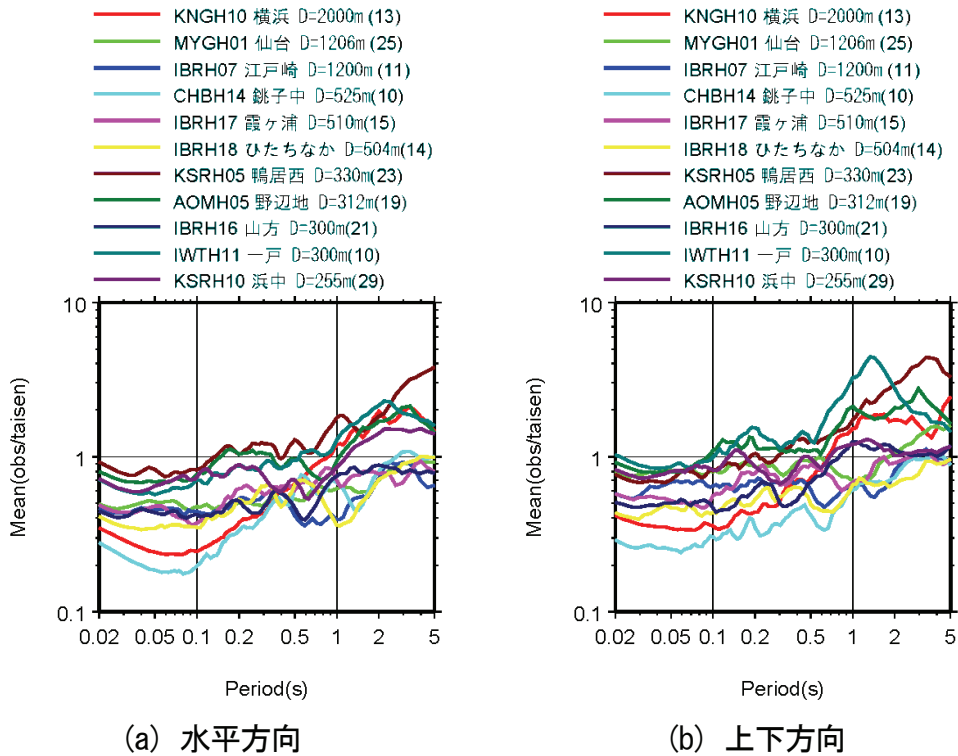 KNGH10 横浜 D=2000m(13)
MYGH01 仙台 D=1206m(25)
IBRH07 江戸崎 D=1200m(11)
CHBH14 銚子中 D=525m(10)
IBRH17 霞ヶ浦 D=510m(15)
IBRH18 ひたちなか D=504m(14)
KSRH05 鴨居西 D=330m(23)
AOMH05 野辺地 D=312m(19)
IBRH16 山方 D=300m(21)
IWTH11 一戸 D=300m(10)
KSRH10 浜中 D=255m(29)
10
1
0.1
Mean(obs/taisen)
0.02 0.05 0.1 0.2 0.5 1 2 5
Period(s)
(a) 水平方向
KNGH10 横浜 D=2000m(13)
MYGH01 仙台 D=1206m(25)
IBRH07 江戸崎 D=1200m(11)
CHBH14 銚子中 D=525m(10)
IBRH17 霞ヶ浦 D=510m(15)
IBRH18 ひたちなか D=504m(14)
KSRH05 鴨居西 D=330m(23)
AOMH05 野辺地 D=312m(19)
IBRH16 山方 D=300m(21)
IWTH11 一戸 D=300m(10)
KSRH10 浜中 D=255m(29)
10
1
0.1
Mean(obs/taisen)
0.02 0.05 0.1 0.2 0.5 1 2 5
Period(s)
(b) 上下方向